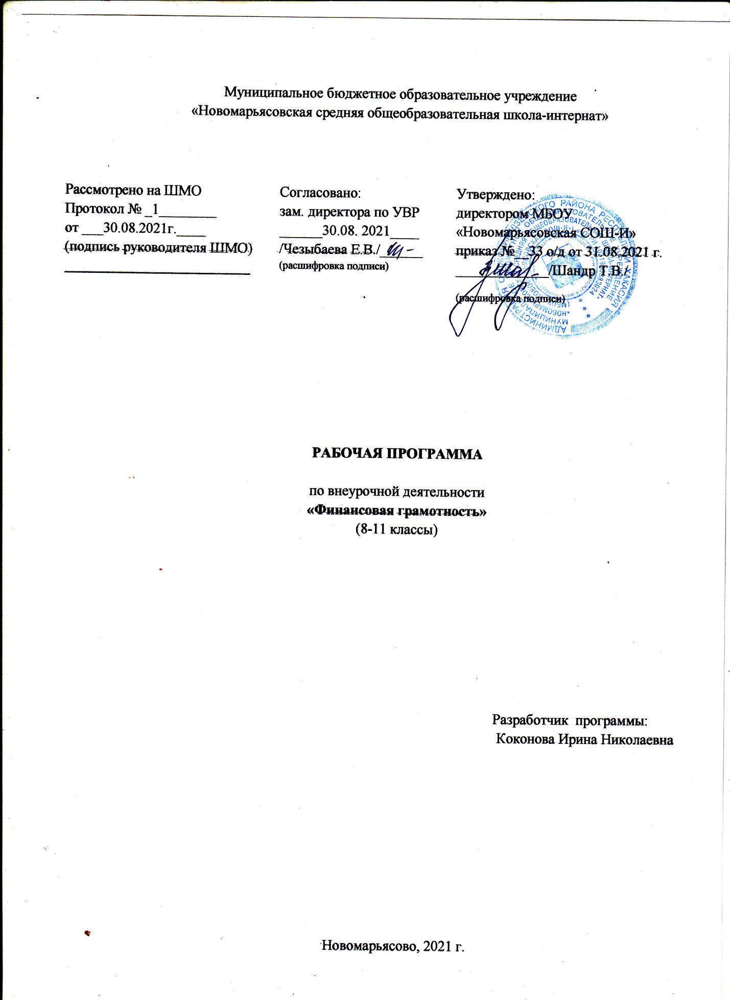 Муниципальное бюджетное образовательное учреждение
«Новомарьясовская средняя общеобразовательная школа-интернат»
Рассмотрено на ШМО
Протокол № _1________
от ___30.08.2021г.____
(подпись руководителя ШМО)
__________________________
Согласовано:
зам. директора по УВР
______30.08. 2021____
/Чезыбаева Е.В./______
(расшифровка подписи)
Утверждено:
директором МБОУ
«Новомарьясовская СОШ-И»
приказ № 33 о/д от 31.08.2021 г.
_____________/Шандр Т.В./
(расшифровка подписи)
РАБОЧАЯ ПРОГРАММА
по внеурочной деятельности
«Финансовая грамотность»
(8-11 классы)
Разработчик программы:
Коконова Ирина Николаевна
Новомарьясово, 2021 г.